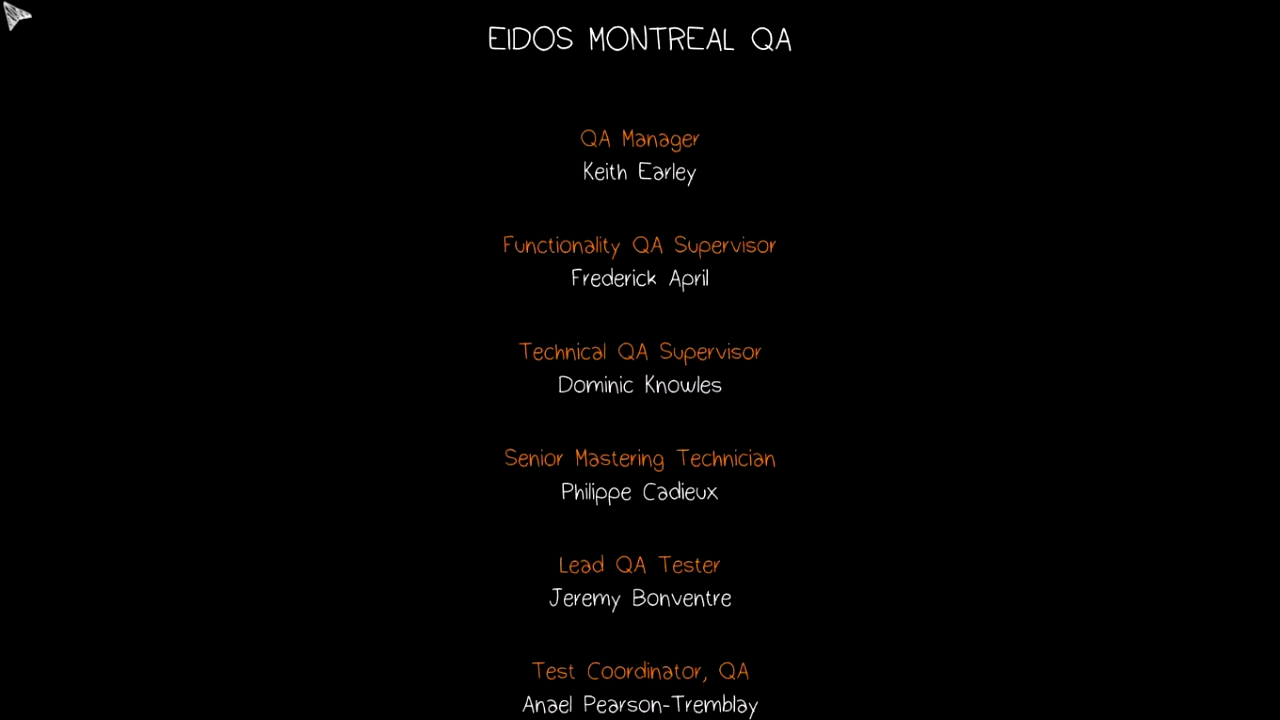 EIDOS MONTREAL QA
QA Manager
Keith Earley
Functionality QA Supervisor
Frederick April
Technical QA Supervisor
Dominic Knowles
Senior Mastering Technician
Philippe Cadieux
Lead QA Tester
Jeremy Bonventre
Test Coordinator, QA
Anael Pearson-Tremblay